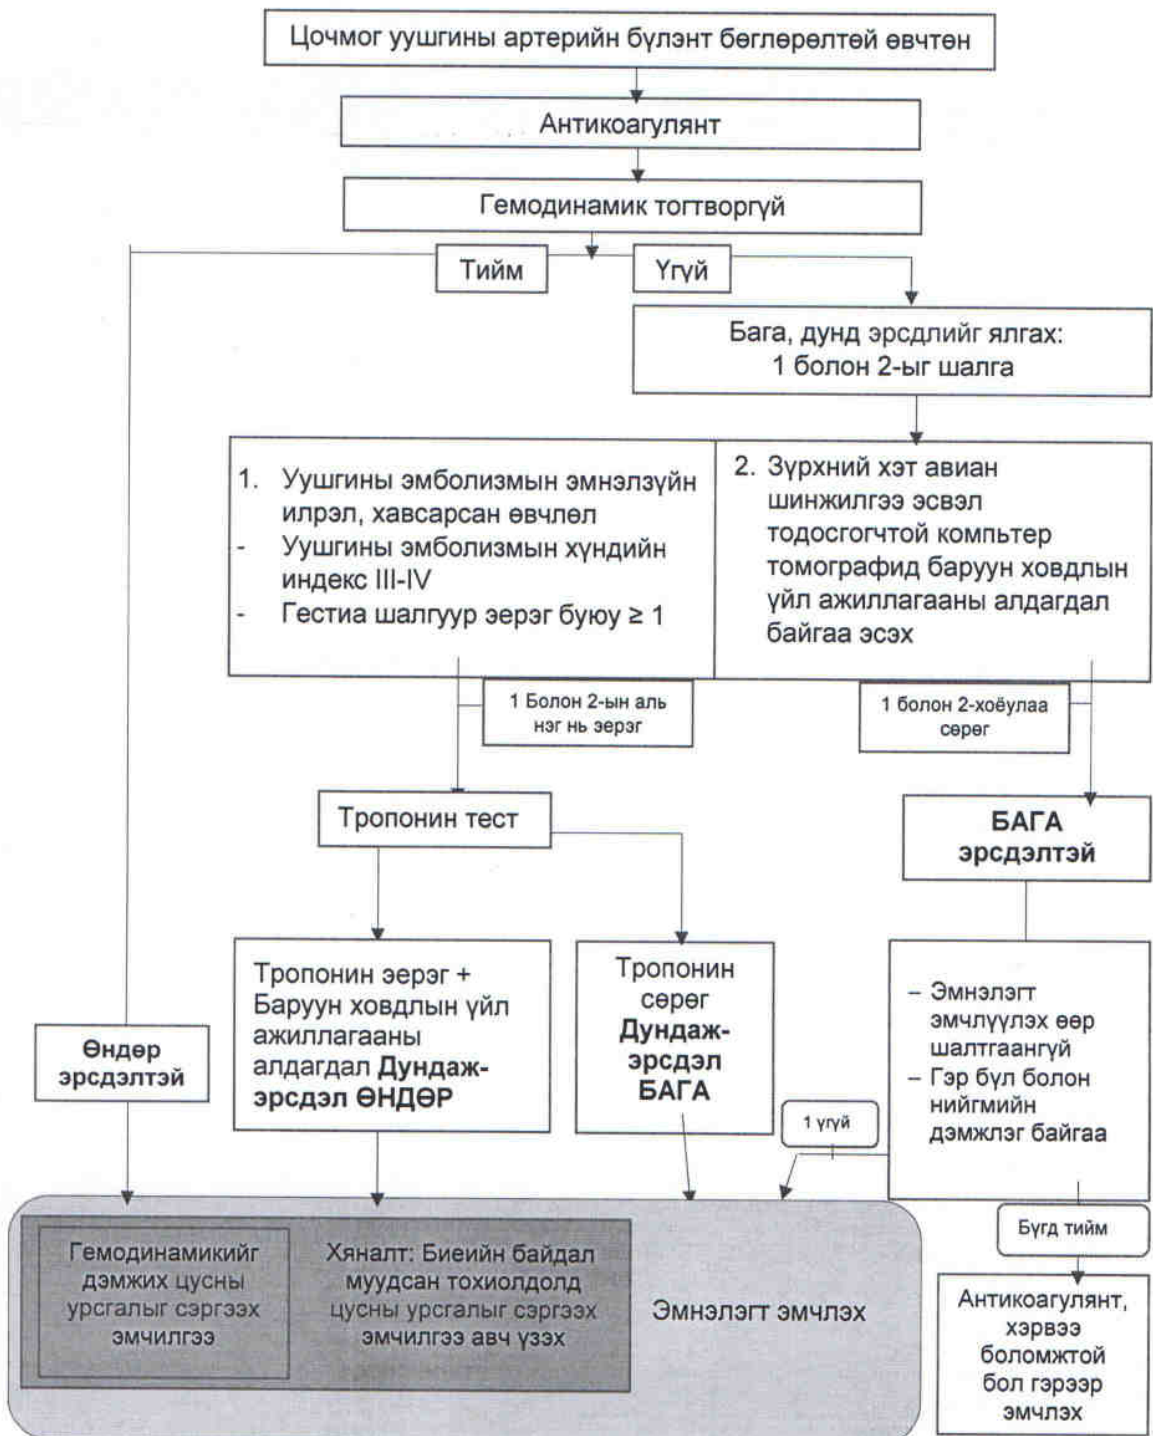 Цочмог уушгины артерийн бүлэнт бөглөрөлтэй өвчтөн
Антикоагулянт
Гемодинамик тогтворгүй
Тийм
Үгүй
Бага, дунд эрсдлийг ялгах:
1 болон 2-ыг шалга
1. Уушгины эмболизмын эмнэлзүйн
илрэл, хавсарсан өвчлөл
- Уушгины эмболизмын хүндийн
индекс III-IV
- Гестиа шалгуур эерэг буюу ≥ 1
2. Зүрхний хэт авиан
шинжилгээ эсвэл
тодосгогчтой компьтер
томографид баруун ховдлын
үйл ажиллагааны алдагдал
байгаа эсэх
1 Болон 2-ын аль
нэг нь эерэг
1 болон 2-хоёулаа
сөрөг
Тропонин тест
БАГА
эрсдэлтэй
Өндөр
эрсдэлтэй
Тропонин эерэг +
Баруун ховдлын үйл
ажиллагааны
алдагдал Дундаж-
эрсдэл ӨНДӨР
Тропонин
сөрөг
Дундаж-
эрсдэл
БАГА
– Эмнэлэгт
эмчлүүлэх өөр
шалтгаангүй
– Гэр бүл болон
нийгмийн
дэмжлэг байгаа
1 үгүй
Бүгд тийм
Гемодинамикийг
дэмжих цусны
урсгалыг сэргээх
эмчилгээ
Хяналт: Биеийн байдал
муудсан тохиолдолд
цусны урсгалыг сэргээх
эмчилгээ авч үзэх
Эмнэлэгт эмчлэх
Антикоагулянт,
хэрвээ
боломжтой
бол гэрээр
эмчлэх